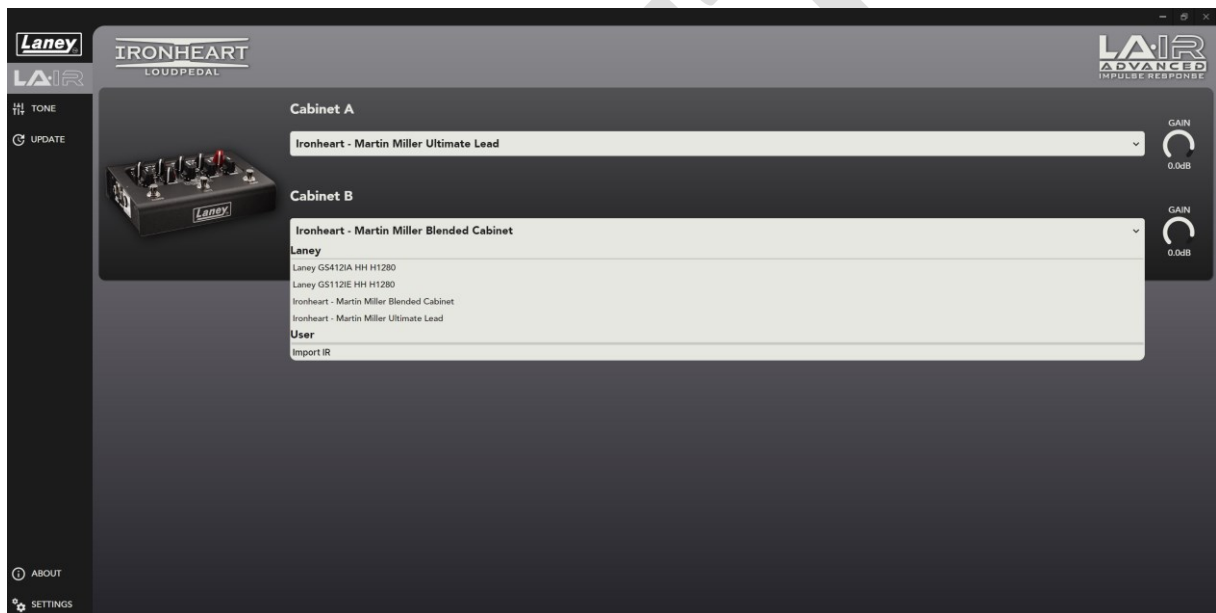 Laney
LA·IR
TONE
UPDATE
ABOUT
SETTINGS
IRONHEART
LOUDPEDAL
LA·IR
ADVANCED
IMPULSE RESPONSE
Laney
Cabinet A
Ironheart - Martin Miller Ultimate Lead
GAIN
0.0dB
Cabinet B
Ironheart - Martin Miller Blended Cabinet
GAIN
0.0dB
Laney
Laney GS412IA HH H1280
Laney GS112IE HH H1280
Ironheart - Martin Miller Blended Cabinet
Ironheart - Martin Miller Ultimate Lead
User
Import IR